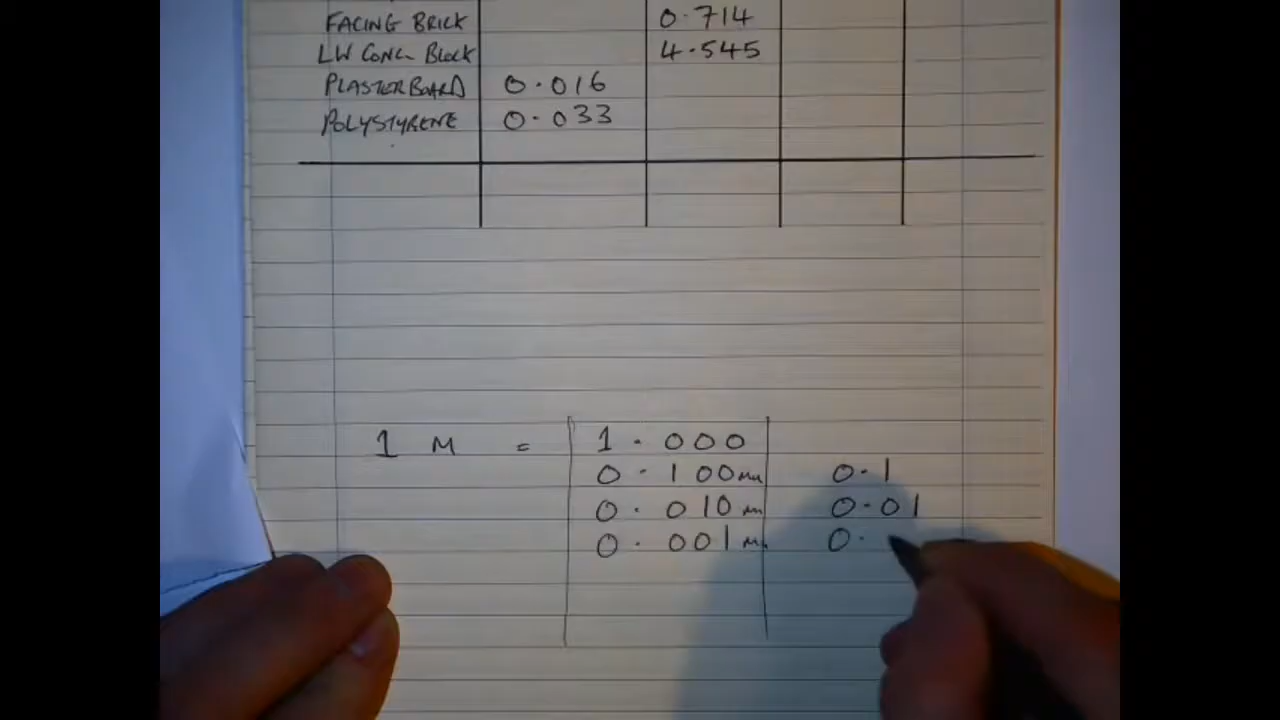 FACING BRICK 0.714
LW CONC BLOCK 4.545
PLASTERBOARD 0.016
POLYSTYRENE 0.033
1 M = 1.000
0.100mm 0.1
0.010m 0.01
0.001m 0.